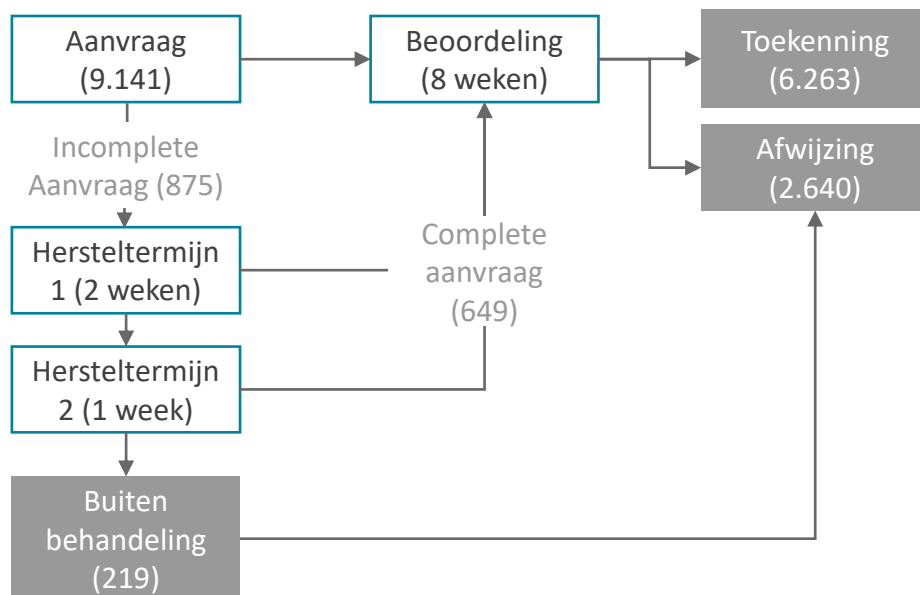 Aanvraag
(9.141)
Beoordeling
(8 weken)
Toekenning
(6.263)
Incomplete
Aanvraag (875)
Afwijzing
(2.640)
Hersteltermijn
1 (2 weken)
Complete
aanvraag
(649)
Hersteltermijn
2 (1 week)
Buiten
behandeling
(219)